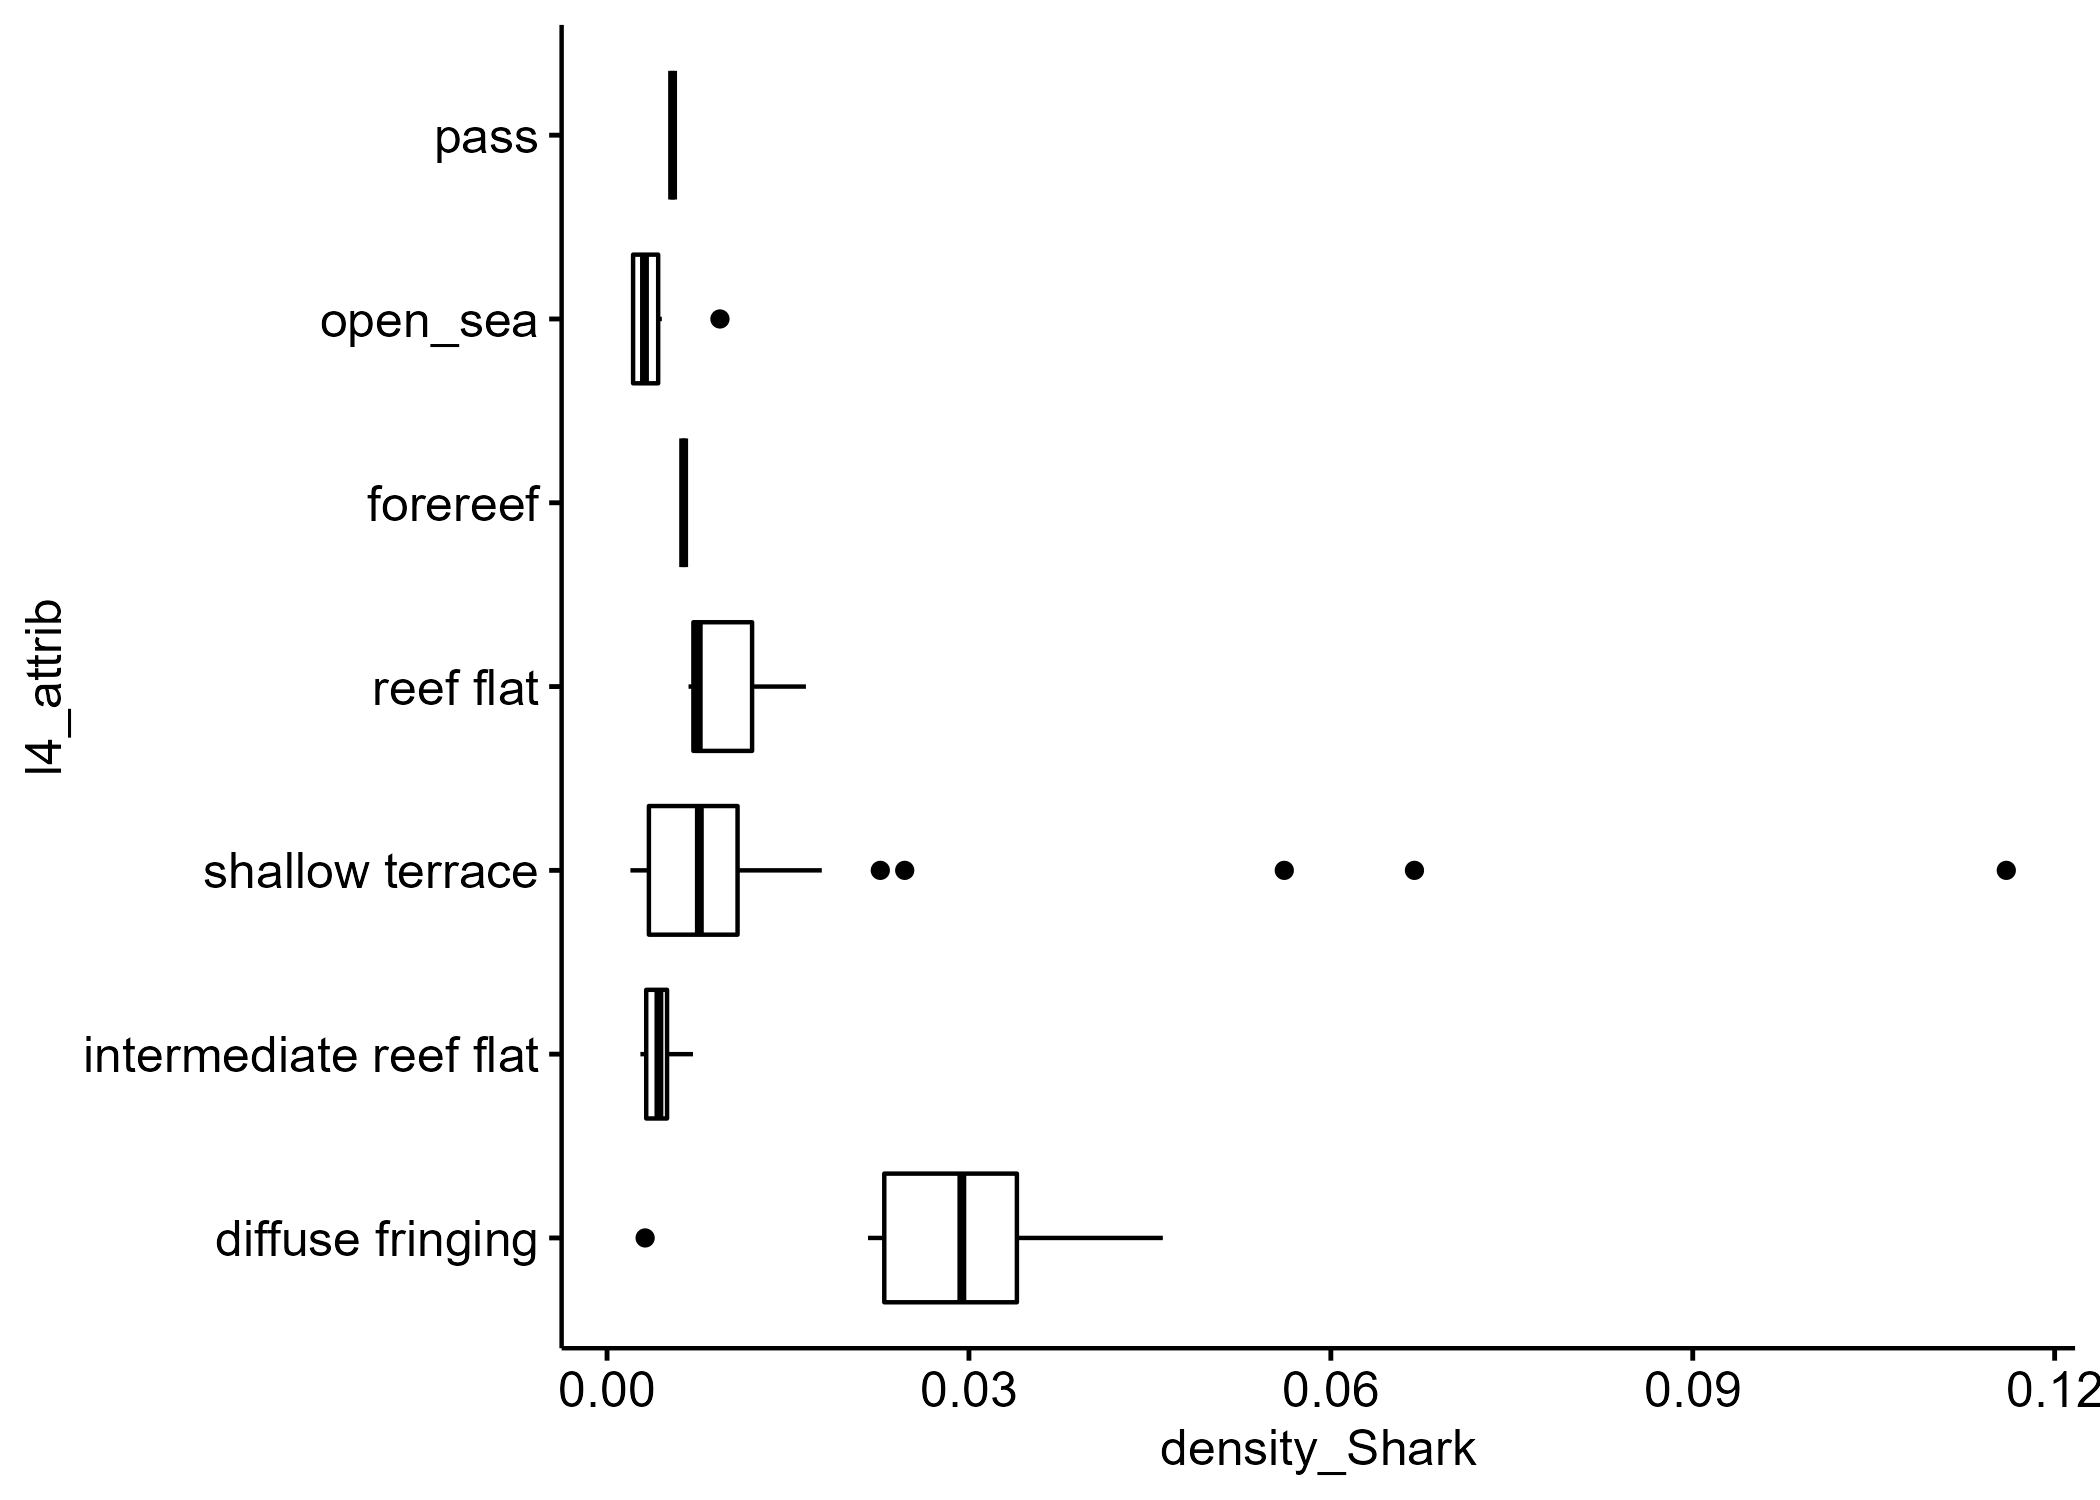 pass
open_sea
forereef
reef flat
shallow terrace
intermediate reef flat
diffuse fringing
l4_attrib
0.00 0.03 0.06 0.09 0.12
density_Shark